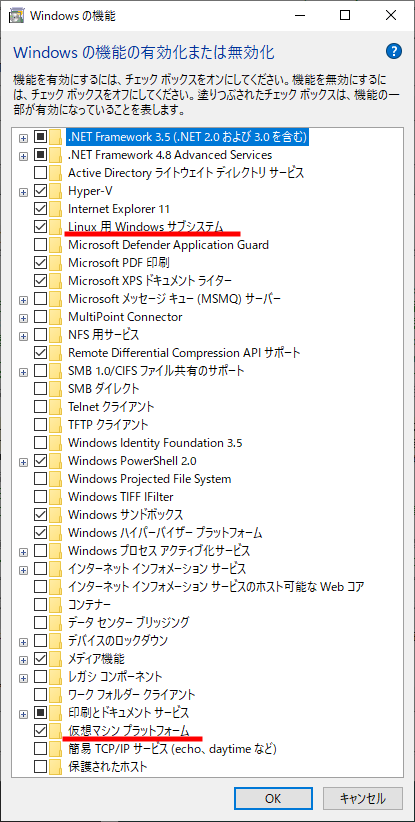 Windows の機能
Windows の機能の有効化または無効化
機能を有効にするには、チェック ボックスをオンにしてください。機能を無効にするに
は、チェック ボックスをオフにしてください。塗りつぶされたチェック ボックスは、機能の一
部が有効になっていることを表します。
.NET Framework 3.5 (.NET 2.0 および 3.0 を含む)
.NET Framework 4.8 Advanced Services
Active Directory ライトウェイト ディレクトリ サービス
Hyper-V
Internet Explorer 11
Linux 用 Windows サブシステム
Microsoft Defender Application Guard
Microsoft PDF 印刷
Microsoft XPS ドキュメント ライター
Microsoft メッセージ キュー (MSMQ) サーバー
MultiPoint Connector
NFS 用サービス
Remote Differential Compression API サポート
SMB 1.0/CIFS ファイル共有のサポート
SMB ダイレクト
Telnet クライアント
TFTP クライアント
Windows Identity Foundation 3.5
Windows PowerShell 2.0
Windows Projected File System
Windows TIFF IFilter
Windows サンドボックス
Windows ハイパーバイザー プラットフォーム
Windows プロセス アクティブ化サービス
インターネット インフォメーション サービス
インターネット インフォメーション サービスのホスト可能な Web コア
コンテナー
データ センター ブリッジング
デバイスのロックダウン
メディア機能
レガシ コンポーネント
ワーク フォルダー クライアント
印刷とドキュメント サービス
仮想マシン プラットフォーム
簡易 TCP/IP サービス (echo、daytime など)
保護されたホスト
OK
キャンセル